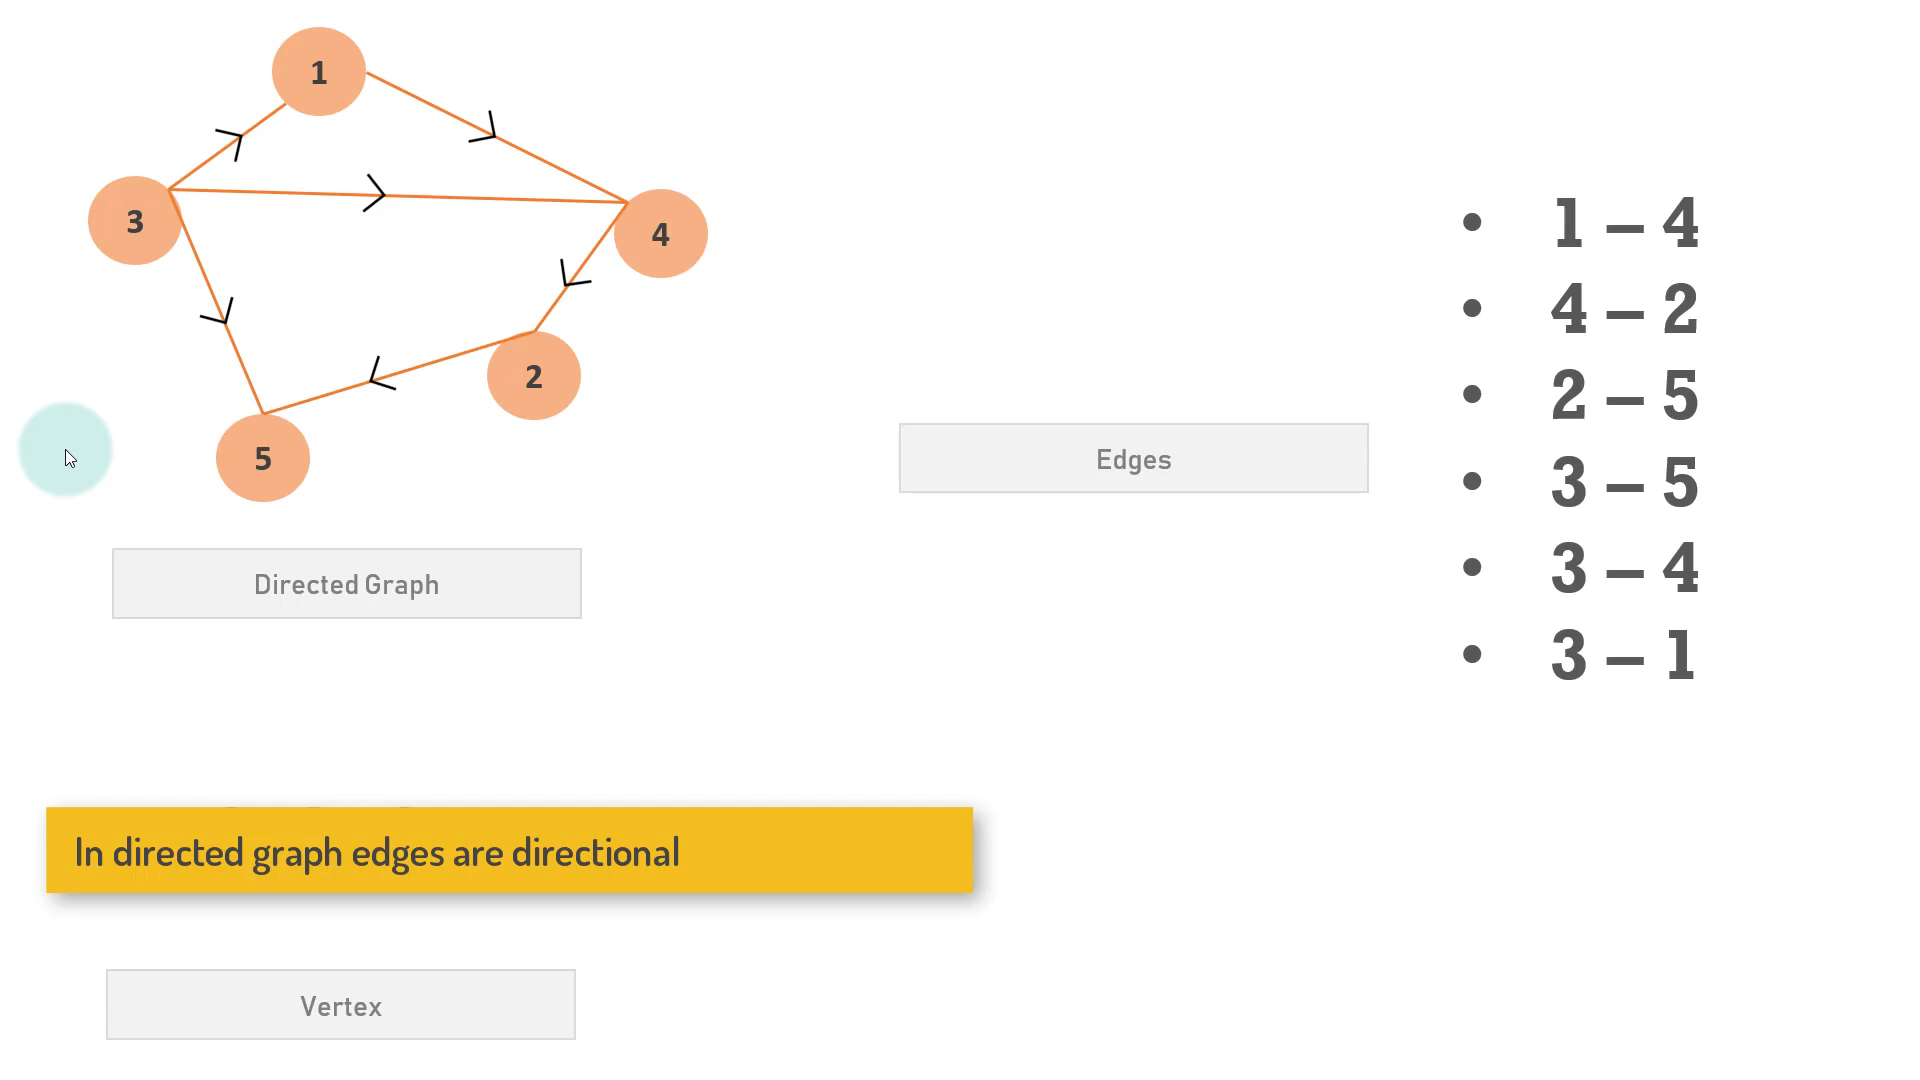 1
3
4
2
5
Directed Graph
Edges
• 1 – 4
• 4 – 2
• 2 – 5
• 3 – 5
• 3 – 4
• 3 – 1
In directed graph edges are directional
Vertex